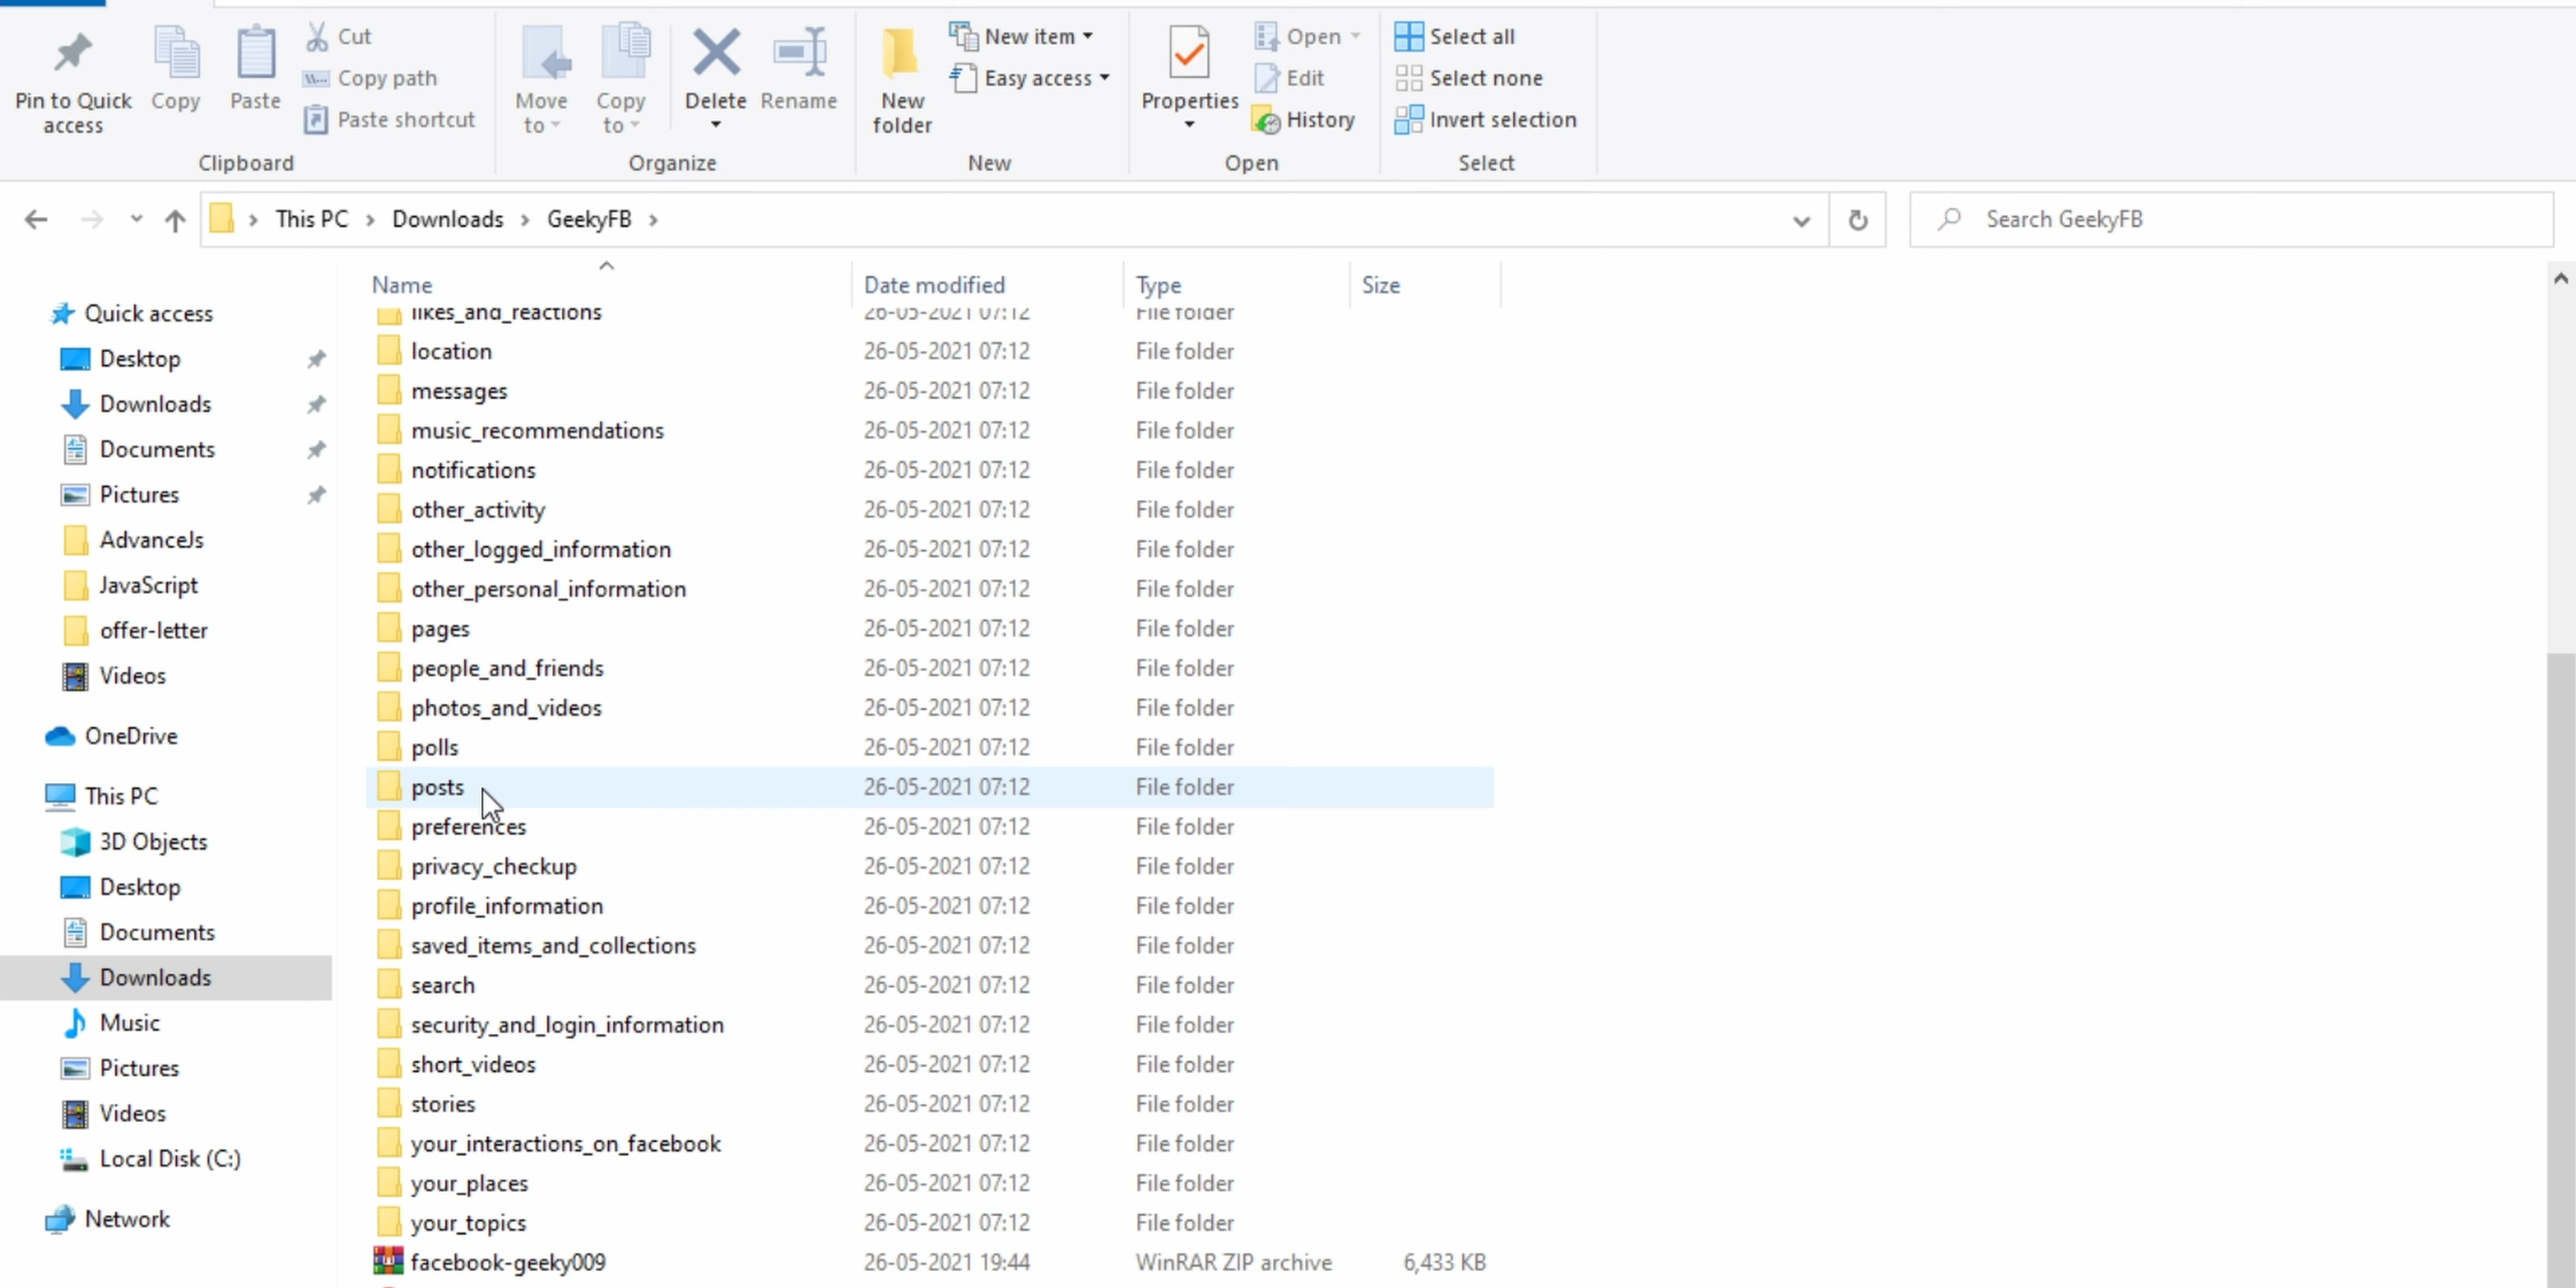 Pin to Quick access
Copy
Paste
Cut
Copy path
Paste shortcut
Clipboard
Move to
Copy to
Delete
Rename
Organize
New folder
New item
Easy access
New
Properties
Open
Edit
History
Open
Select all
Select none
Invert selection
Select
This PC > Downloads > GeekyFB >
Search GeekyFB
Quick access
Desktop
Downloads
Documents
Pictures
AdvanceJs
JavaScript
offer-letter
Videos
OneDrive
This PC
3D Objects
Desktop
Documents
Downloads
Music
Pictures
Videos
Local Disk (C:)
Network
Name Date modified Type Size
likes_and_reactions 26-05-2021 07:12 File folder
location 26-05-2021 07:12 File folder
messages 26-05-2021 07:12 File folder
music_recommendations 26-05-2021 07:12 File folder
notifications 26-05-2021 07:12 File folder
other_activity 26-05-2021 07:12 File folder
other_logged_information 26-05-2021 07:12 File folder
other_personal_information 26-05-2021 07:12 File folder
pages 26-05-2021 07:12 File folder
people_and_friends 26-05-2021 07:12 File folder
photos_and_videos 26-05-2021 07:12 File folder
polls 26-05-2021 07:12 File folder
posts 26-05-2021 07:12 File folder
preferences 26-05-2021 07:12 File folder
privacy_checkup 26-05-2021 07:12 File folder
profile_information 26-05-2021 07:12 File folder
saved_items_and_collections 26-05-2021 07:12 File folder
search 26-05-2021 07:12 File folder
security_and_login_information 26-05-2021 07:12 File folder
short_videos 26-05-2021 07:12 File folder
stories 26-05-2021 07:12 File folder
your_interactions_on_facebook 26-05-2021 07:12 File folder
your_places 26-05-2021 07:12 File folder
your_topics 26-05-2021 07:12 File folder
facebook-geeky009 26-05-2021 19:44 WinRAR ZIP archive 6,433 KB